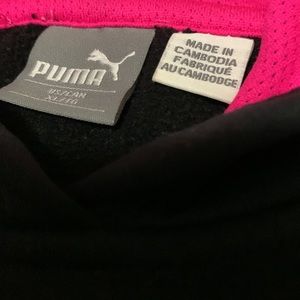 PUMA
US/CAN
XL/TG
MADE IN
CAMBODIA
FABRIQUÉ
AU CAMBODGE